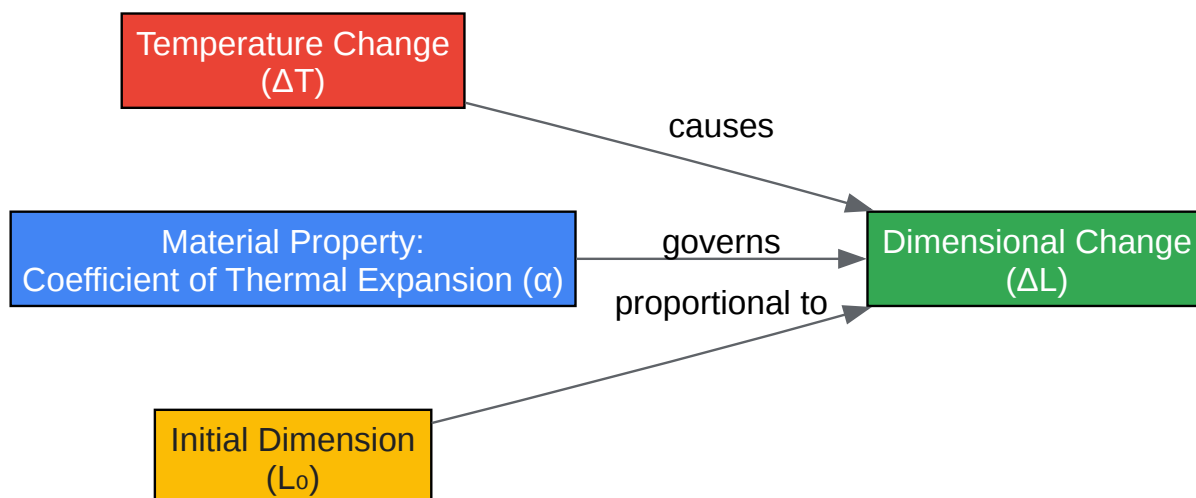 Temperature Change
(ΔT)
causes
Material Property:
Coefficient of Thermal Expansion (α)
governs
Dimensional Change
(ΔL)
proportional to
Initial Dimension
(L₀)